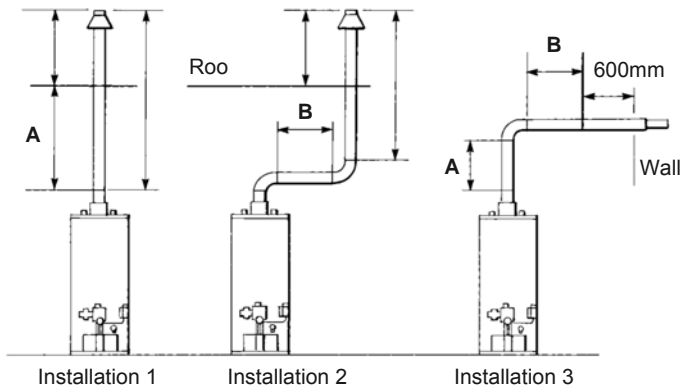 B
600mm
Roo
B
A
A
Wall
Installation 1
Installation 2
Installation 3